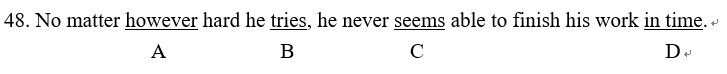 48. No matter however hard he tries, he never seems able to finish his work in time.
A B C D